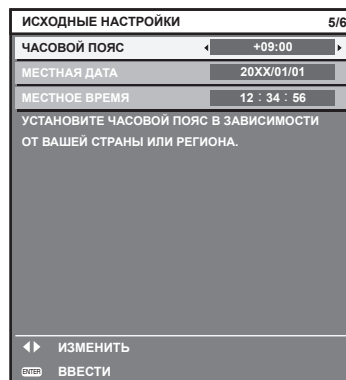 ИСХОДНЫЕ НАСТРОЙКИ 5/6
ЧАСОВОЙ ПОЯС +09:00
МЕСТНАЯ ДАТА 20XX/01/01
МЕСТНОЕ ВРЕМЯ 12 : 34 : 56
УСТАНОВИТЕ ЧАСОВОЙ ПОЯС В ЗАВИСИМОСТИ
ОТ ВАШЕЙ СТРАНЫ ИЛИ РЕГИОНА.
ИЗМЕНИТЬ
ENTER ВВЕСТИ